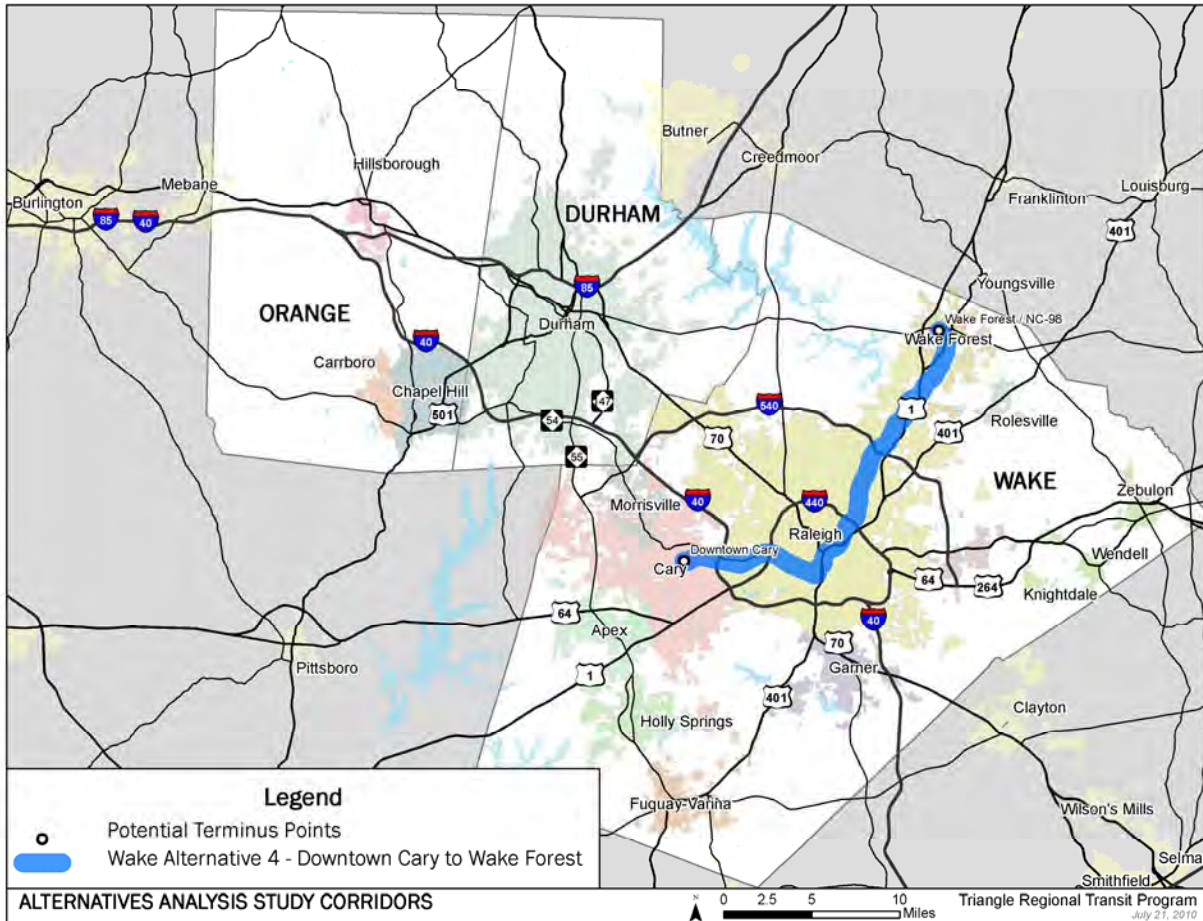 Butner
Creedmoor
Hillsborough
Mebane
Burlington
Louisburg
Franklinton
85
40
DURHAM
401
85
Youngsville
ORANGE
Durham
Wake Forest / NC-98
Wake Forest
40
Carrboro
Chapel Hill
501
147
540
1
54
70
401
Rolesville
55
WAKE
Morrisville
40
440
Zebulon
Raleigh
Downtown Cary
Cary
Wendell
64
264
Knightdale
64
40
Apex
70
Pittsboro
Garner
1
401
Clayton
Holly Springs
Legend
Potential Terminus Points
Wake Alternative 4 - Downtown Cary to Wake Forest
Fuquay-Varina
Wilson's Mills
Selma
Smithfield
ALTERNATIVES ANALYSIS STUDY CORRIDORS
N
0 2.5 5 10
Miles
Triangle Regional Transit Program
July 21, 2010